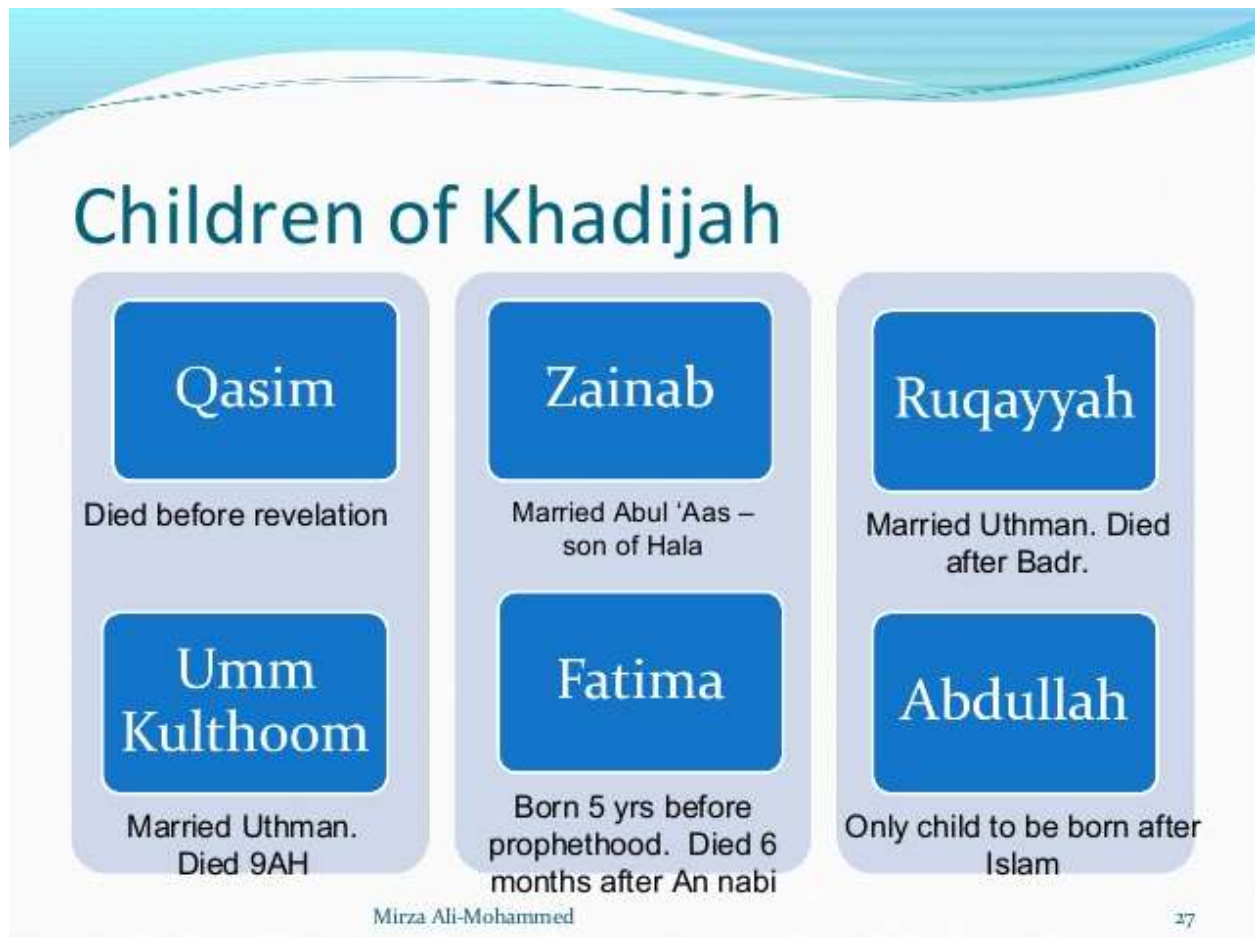 Children of Khadijah
Qasim
Died before revelation
Zainab
Married Abul ‘Aas –
son of Hala
Ruqayyah
Married Uthman. Died
after Badr.
Umm
Kulthoom
Married Uthman.
Died 9AH
Fatima
Born 5 yrs before
prophethood.  Died 6
months after An nabi
Abdullah
Only child to be born after
Islam
Mirza Ali-Mohammed
27